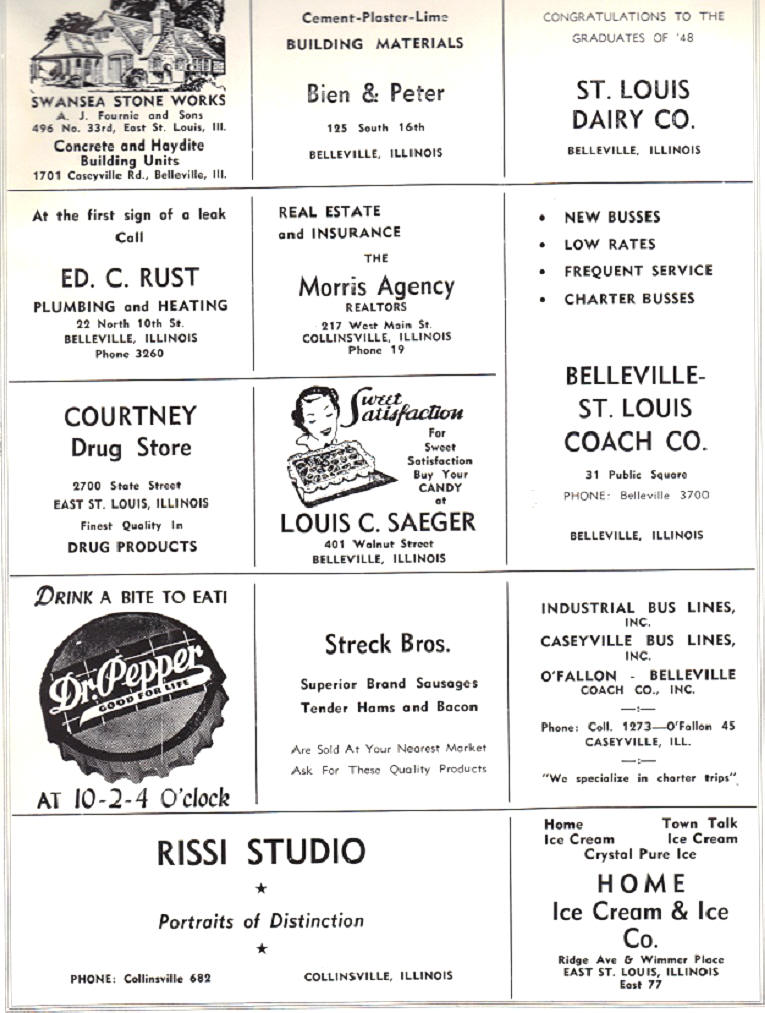 SWANSEA STONE WORKS
A. J. Fournie and Sons
496 No. 33rd, East St. Louis, Ill.
Concrete and Haydite
Building Units
1701 Caseyville Rd., Belleville, Ill.
Cement-Plaster-Lime
BUILDING MATERIALS
Bien & Peter
125 South 16th
BELLEVILLE, ILLINOIS
CONGRATULATIONS TO THE
GRADUATES OF '48
ST. LOUIS
DAIRY CO.
BELLEVILLE, ILLINOIS
At the first sign of a leak
Call
ED. C. RUST
PLUMBING and HEATING
22 North 10th St.
BELLEVILLE, ILLINOIS
Phone 3260
REAL ESTATE
and INSURANCE
THE
Morris Agency
REALTORS
217 West Main St.
COLLINSVILLE, ILLINOIS
Phone 19
• NEW BUSSES
• LOW RATES
• FREQUENT SERVICE
• CHARTER BUSSES
BELLEVILLE-
ST. LOUIS
COACH CO.
31 Public Square
PHONE: Belleville 3700
BELLEVILLE, ILLINOIS
COURTNEY
Drug Store
2700 State Street
EAST ST. LOUIS, ILLINOIS
Finest Quality In
DRUG PRODUCTS
Sweet
Satisfaction
For
Sweet
Satisfaction
Buy Your
CANDY
at
LOUIS C. SAEGER
401 Walnut Street
BELLEVILLE, ILLINOIS
DRINK A BITE TO EAT!
Dr. Pepper
GOOD FOR LIFE
AT 10-2-4 O'clock
Streck Bros.
Superior Brand Sausages
Tender Hams and Bacon
Are Sold At Your Nearest Market
Ask For These Quality Products
INDUSTRIAL BUS LINES,
INC.
CASEYVILLE BUS LINES,
INC.
O'FALLON - BELLEVILLE
COACH CO., INC.
—:—
Phone: Coll. 1273—O'Fallon 45
CASEYVILLE, ILL.
—:—
"We specialize in charter trips"
RISSI STUDIO
★
Portraits of Distinction
★
PHONE: Collinsville 682 COLLINSVILLE, ILLINOIS
Home Town Talk
Ice Cream Ice Cream
Crystal Pure Ice
HOME
Ice Cream & Ice
Co.
Ridge Ave & Wimmer Place
EAST ST. LOUIS, ILLINOIS
East 77